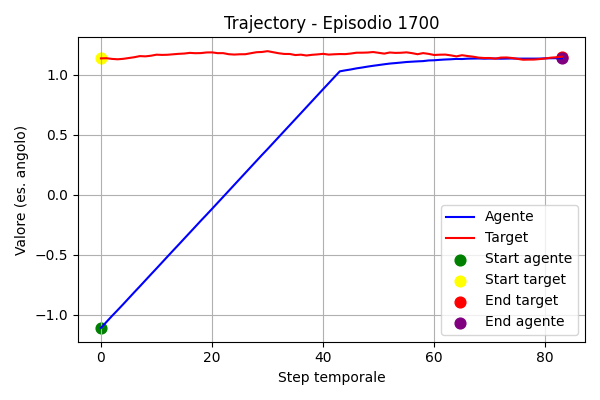 Trajectory - Episodio 1700
Valore (es. angolo)
1.0
0.5
0.0
−0.5
−1.0
0
20
40
60
80
Step temporale
Agente
Target
Start agente
Start target
End target
End agente